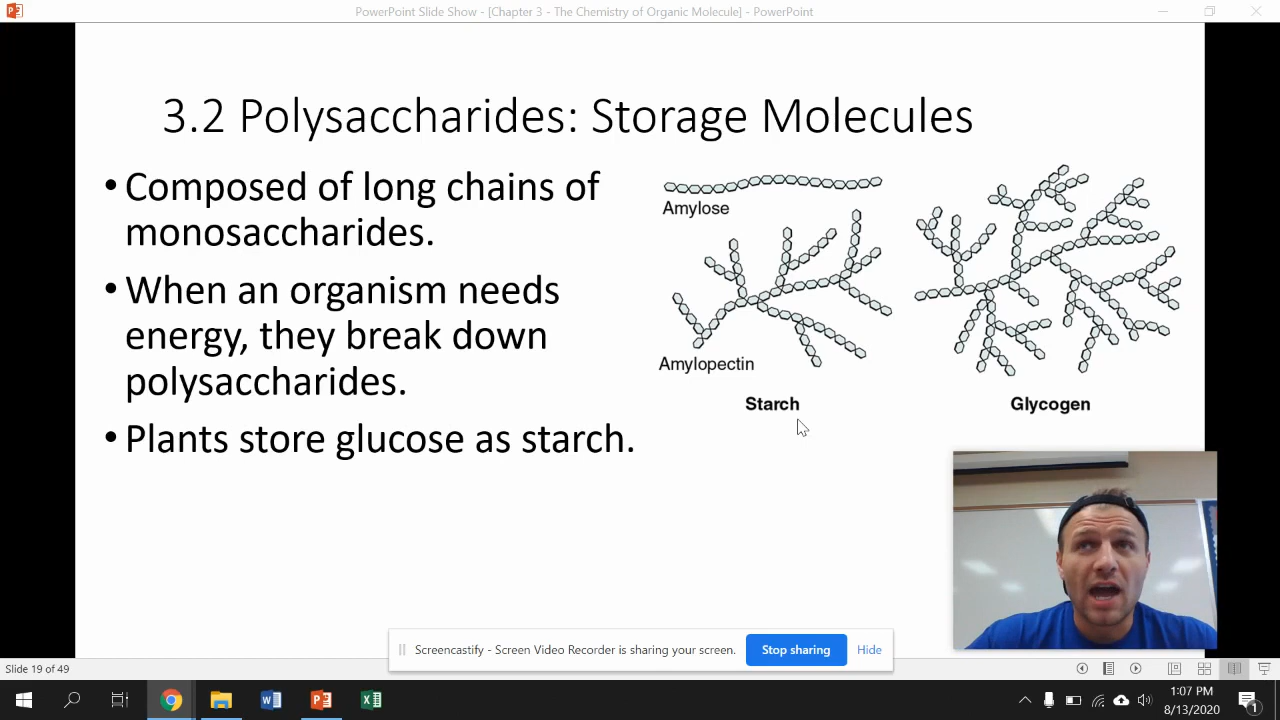 PowerPoint Slide Show - [Chapter 3 - The Chemistry of Organic Molecule] - PowerPoint
3.2 Polysaccharides: Storage Molecules
• Composed of long chains of
monosaccharides.
• When an organism needs
energy, they break down
polysaccharides.
• Plants store glucose as starch.
Amylose
Amylopectin
Starch
Glycogen
Screencastify - Screen Video Recorder is sharing your screen.
Stop sharing
Hide
Slide 19 of 49
1:07 PM
8/13/2020
1